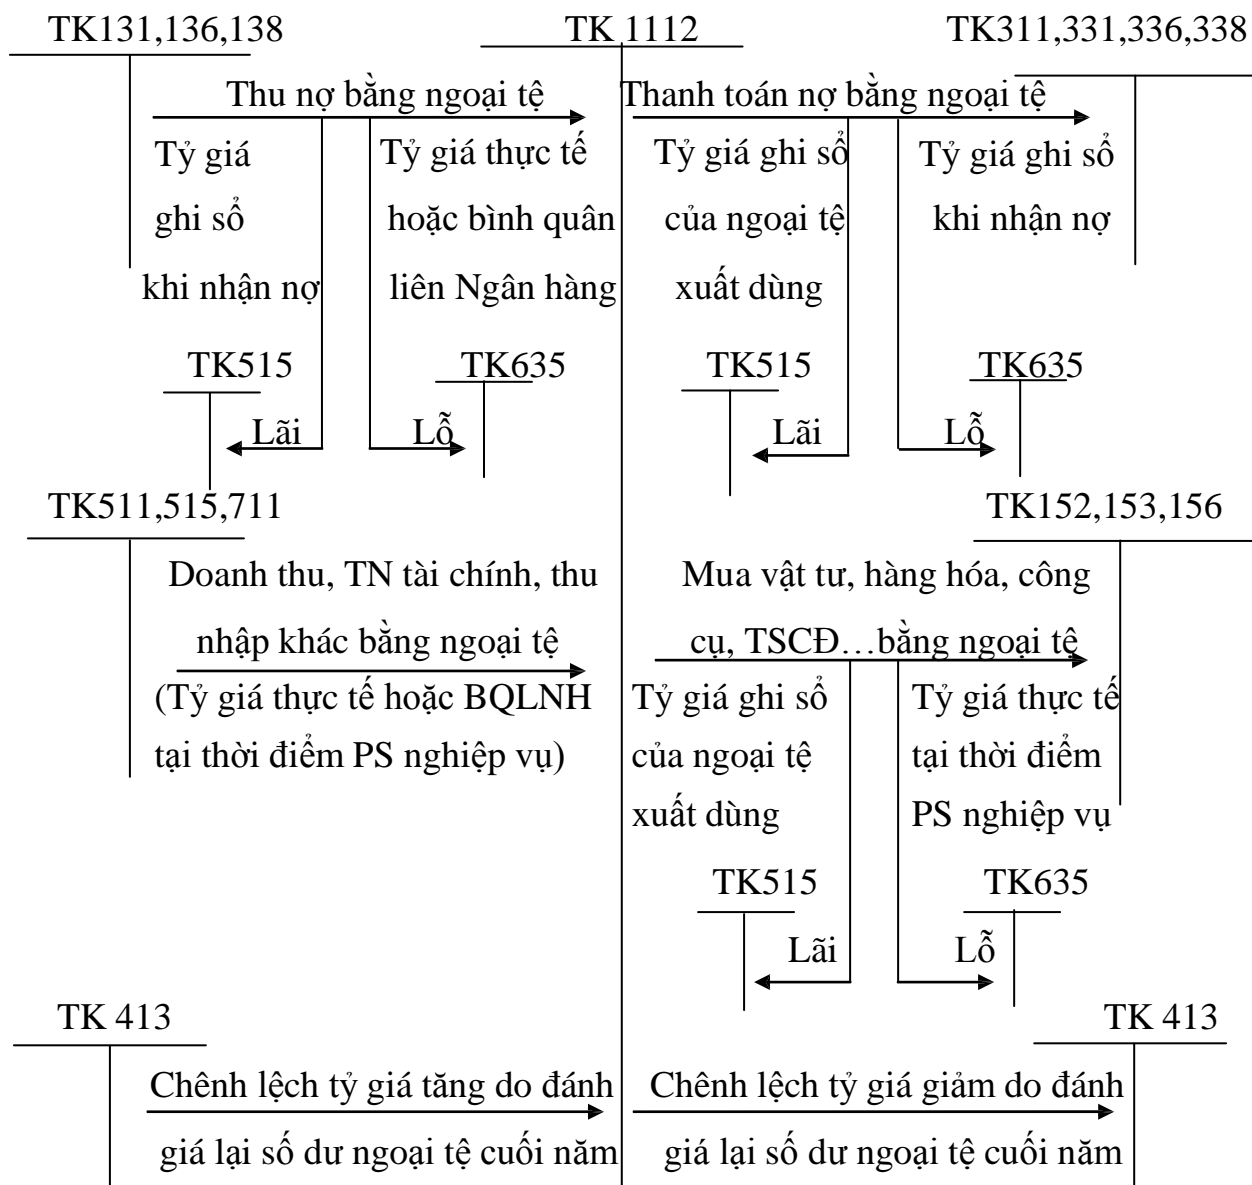 TK131,136,138
TK 1112
TK311,331,336,338
Thu nợ bằng ngoại tệ
Thanh toán nợ bằng ngoại tệ
Tỷ giá
ghi sổ
khi nhận nợ
Tỷ giá thực tế
hoặc bình quân
liên Ngân hàng
Tỷ giá ghi sổ
của ngoại tệ
xuất dùng
Tỷ giá ghi sổ
khi nhận nợ
TK515
TK635
TK515
TK635
Lãi
Lỗ
Lãi
Lỗ
TK511,515,711
TK152,153,156
Doanh thu, TN tài chính, thu
nhập khác bằng ngoại tệ
(Tỷ giá thực tế hoặc BQLNH
tại thời điểm PS nghiệp vụ)
Mua vật tư, hàng hóa, công
cụ, TSCĐ…bằng ngoại tệ
Tỷ giá ghi sổ
của ngoại tệ
xuất dùng
Tỷ giá thực tế
tại thời điểm
PS nghiệp vụ
TK515
TK635
Lãi
Lỗ
TK 413
TK 413
Chênh lệch tỷ giá tăng do đánh
giá lại số dư ngoại tệ cuối năm
Chênh lệch tỷ giá giảm do đánh
giá lại số dư ngoại tệ cuối năm